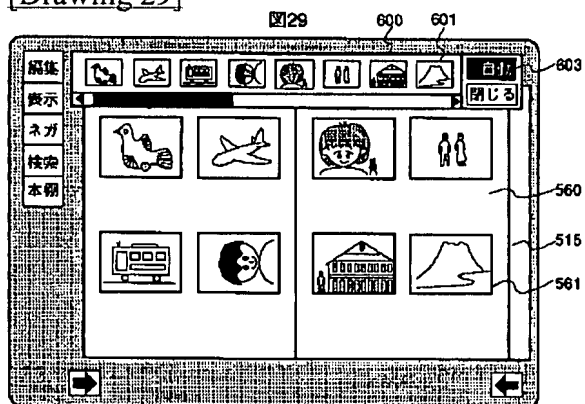 [Drawing 29]
図29
600
601
編集
表示
ネガ
検索
本棚
自動
閉じる
603
560
515
561